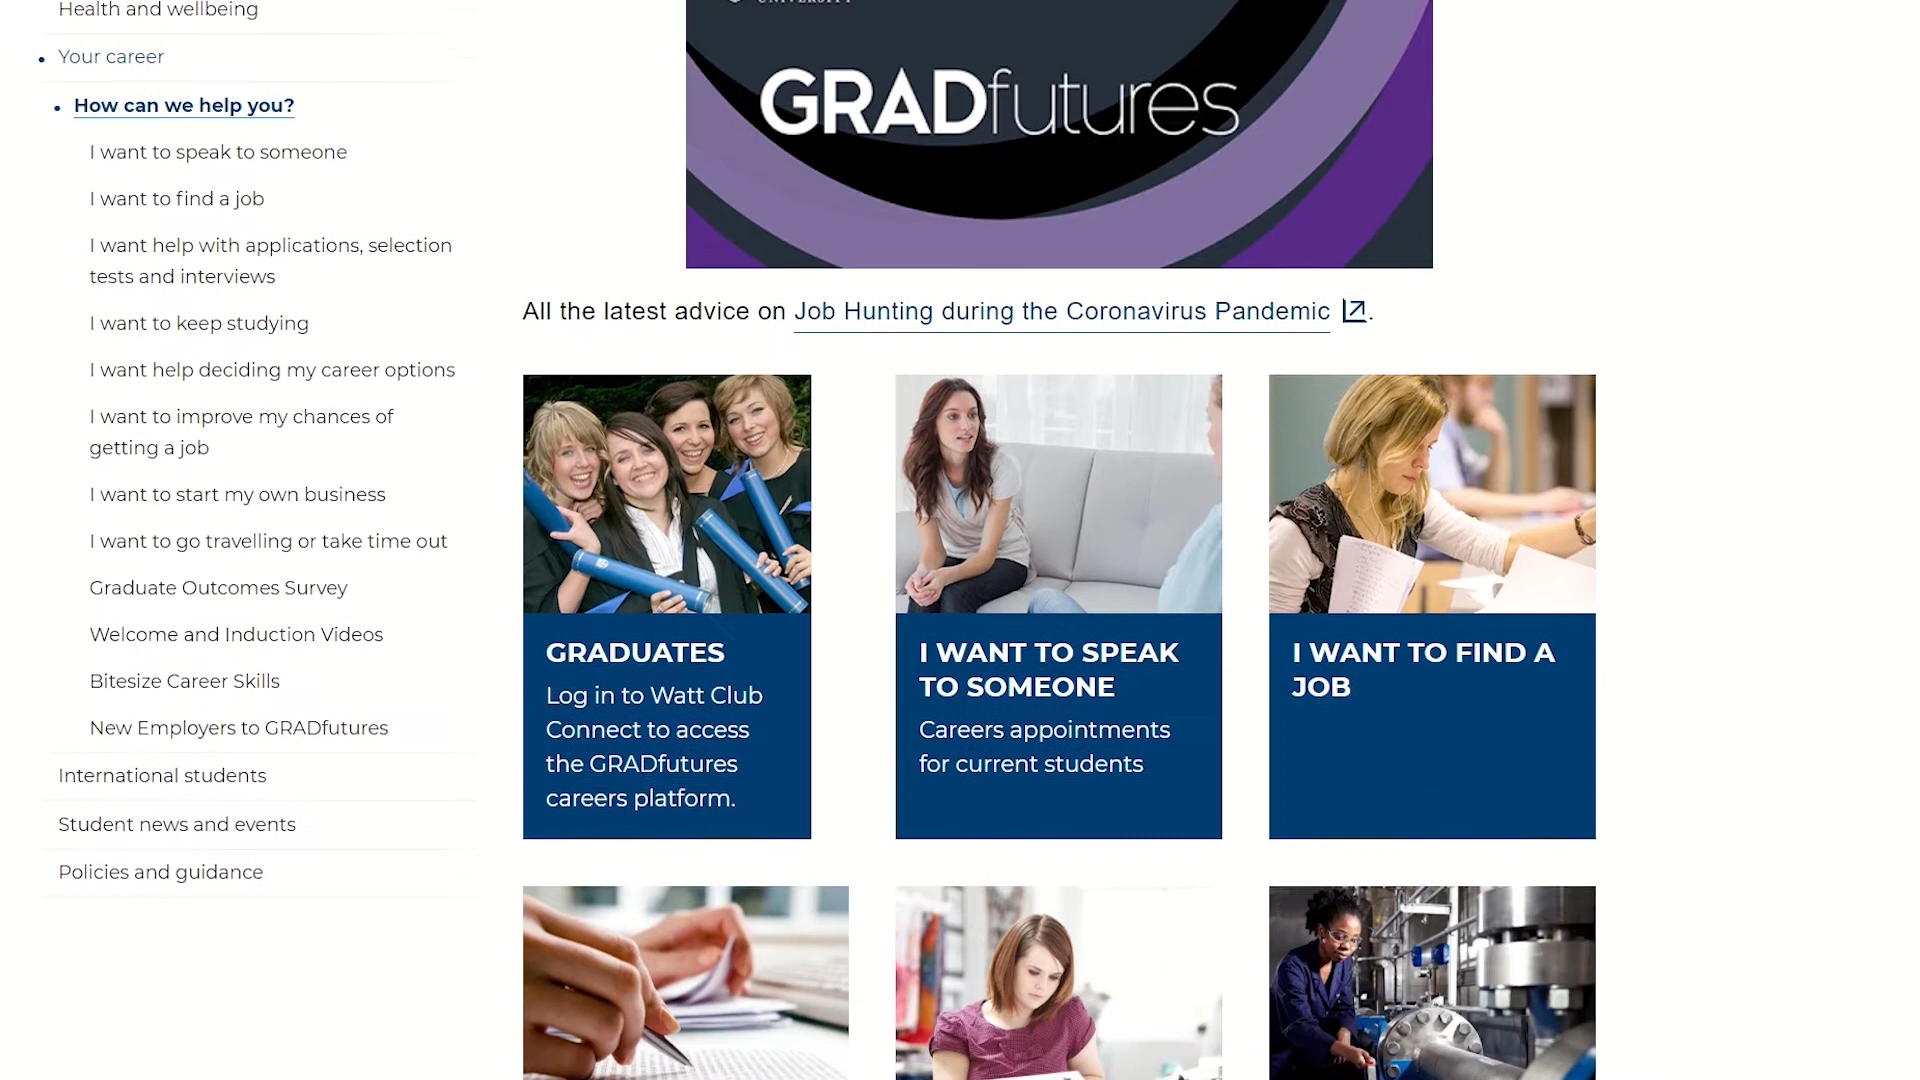 Health and wellbeing
Your career
How can we help you?
I want to speak to someone
I want to find a job
I want help with applications, selection
tests and interviews
I want to keep studying
I want help deciding my career options
I want to improve my chances of
getting a job
I want to start my own business
I want to go travelling or take time out
Graduate Outcomes Survey
Welcome and Induction Videos
Bitesize Career Skills
New Employers to GRADfutures
International students
Student news and events
Policies and guidance
UNIVERSITY
GRADfutures
All the latest advice on Job Hunting during the Coronavirus Pandemic .
GRADUATES
Log in to Watt Club
Connect to access
the GRADfutures
careers platform.
I WANT TO SPEAK
TO SOMEONE
Careers appointments
for current students
I WANT TO FIND A
JOB